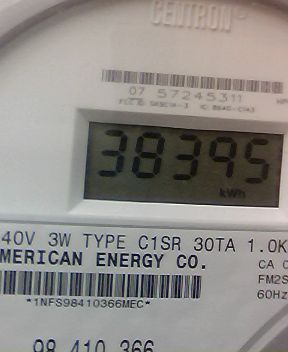 CENTRON
07 57245311
38395
kWh
40V 3W TYPE C1SR 30TA 1.0K
MERICAN ENERGY CO.
CA 0
FM2S
60Hz
*1NFS98410366MEC*
98 410 366